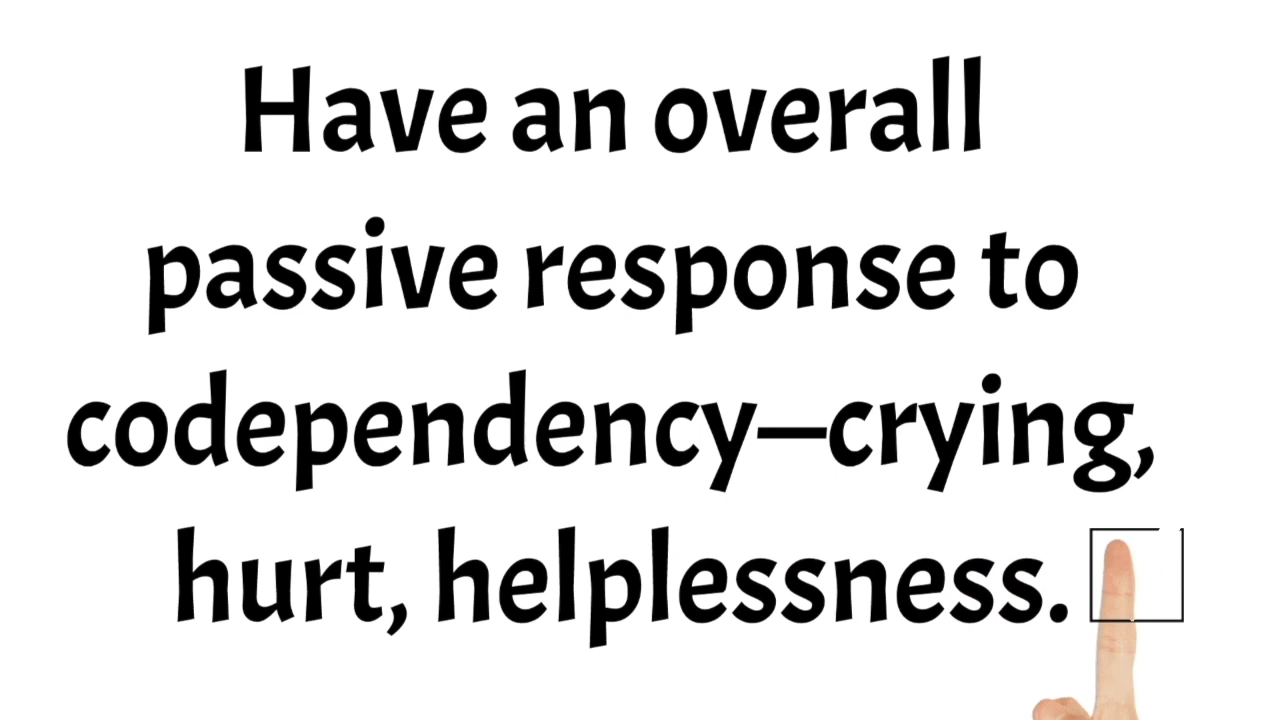 Have an overall
passive response to
codependency—crying,
hurt, helplessness.